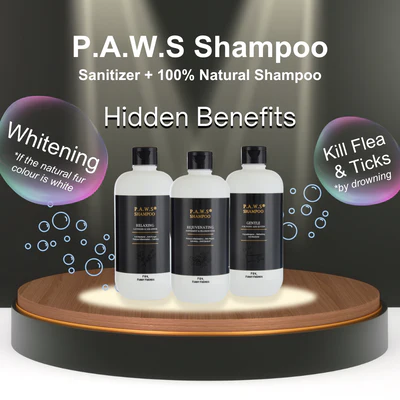 P.A.W.S Shampoo
Sanitizer + 100% Natural Shampoo
Hidden Benefits
Whitening
*If the natural fur
colour is white
Kill Flea
& Ticks
*by drowning
P.A.W.S®
SHAMPOO
RELAXING
P.A.W.S®
SHAMPOO
REJUVENATING
P.A.W.S®
SHAMPOO
GENTLE